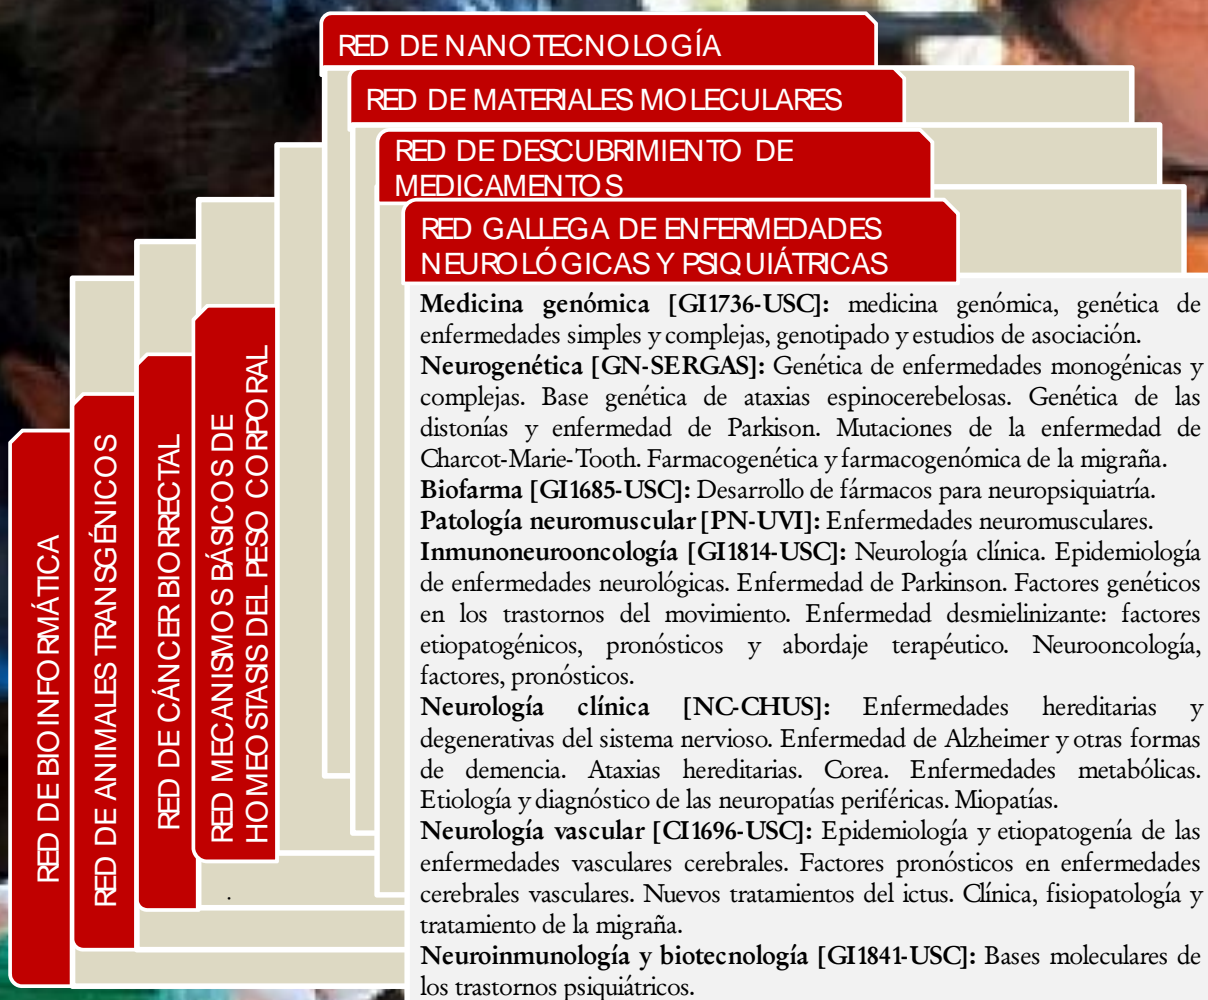 RED DE NANOTECNOLOGÍA
RED DE MATERIALES MOLECULARES
RED DE DESCUBRIMIENTO DE
MEDICAMENTOS
RED GALLEGA DE ENFERMEDADES
NEUROLÓGICAS Y PSIQUIÁTRICAS
Medicina genómica [GI1736-USC]: medicina genómica, genética de
enfermedades simples y complejas, genotipado y estudios de asociación.
Neurogenética [GN-SERGAS]: Genética de enfermedades monogénicas y
complejas. Base genética de ataxias espinocerebelosas. Genética de las
distonías y enfermedad de Parkison. Mutaciones de la enfermedad de
Charcot-Marie-Tooth. Farmacogenética y farmacogenómica de la migraña.
Biofarma [GI1685-USC]: Desarrollo de fármacos para neuropsiquiatría.
Patología neuromuscular [PN-UVI]: Enfermedades neuromusculares.
Inmunoneurooncología [GI1814-USC]: Neurología clínica. Epidemiología
de enfermedades neurológicas. Enfermedad de Parkinson. Factores genéticos
en los trastornos del movimiento. Enfermedad desmielinizante: factores
etiopatogénicos, pronósticos y abordaje terapéutico. Neurooncología,
factores, pronósticos.
Neurología clínica [NC-CHUS]: Enfermedades hereditarias y
degenerativas del sistema nervioso. Enfermedad de Alzheimer y otras formas
de demencia. Ataxias hereditarias. Corea. Enfermedades metabólicas.
Etiología y diagnóstico de las neuropatías periféricas. Miopatías.
Neurología vascular [CI1696-USC]: Epidemiología y etiopatogenía de las
enfermedades vasculares cerebrales. Factores pronósticos en enfermedades
cerebrales vasculares. Nuevos tratamientos del ictus. Clínica, fisiopatología y
tratamiento de la migraña.
Neuroinmunología y biotecnología [GI1841-USC]: Bases moleculares de
los trastornos psiquiátricos.
RED DE BIOINFORMÁTICA
RED DE ANIMALES TRANSGÉNICOS
RED DE CÁNCER BIORRECTAL
RED MECANISMOS BÁSICOS DE
HOMEOSTASIS DEL PESO CORPORAL
.